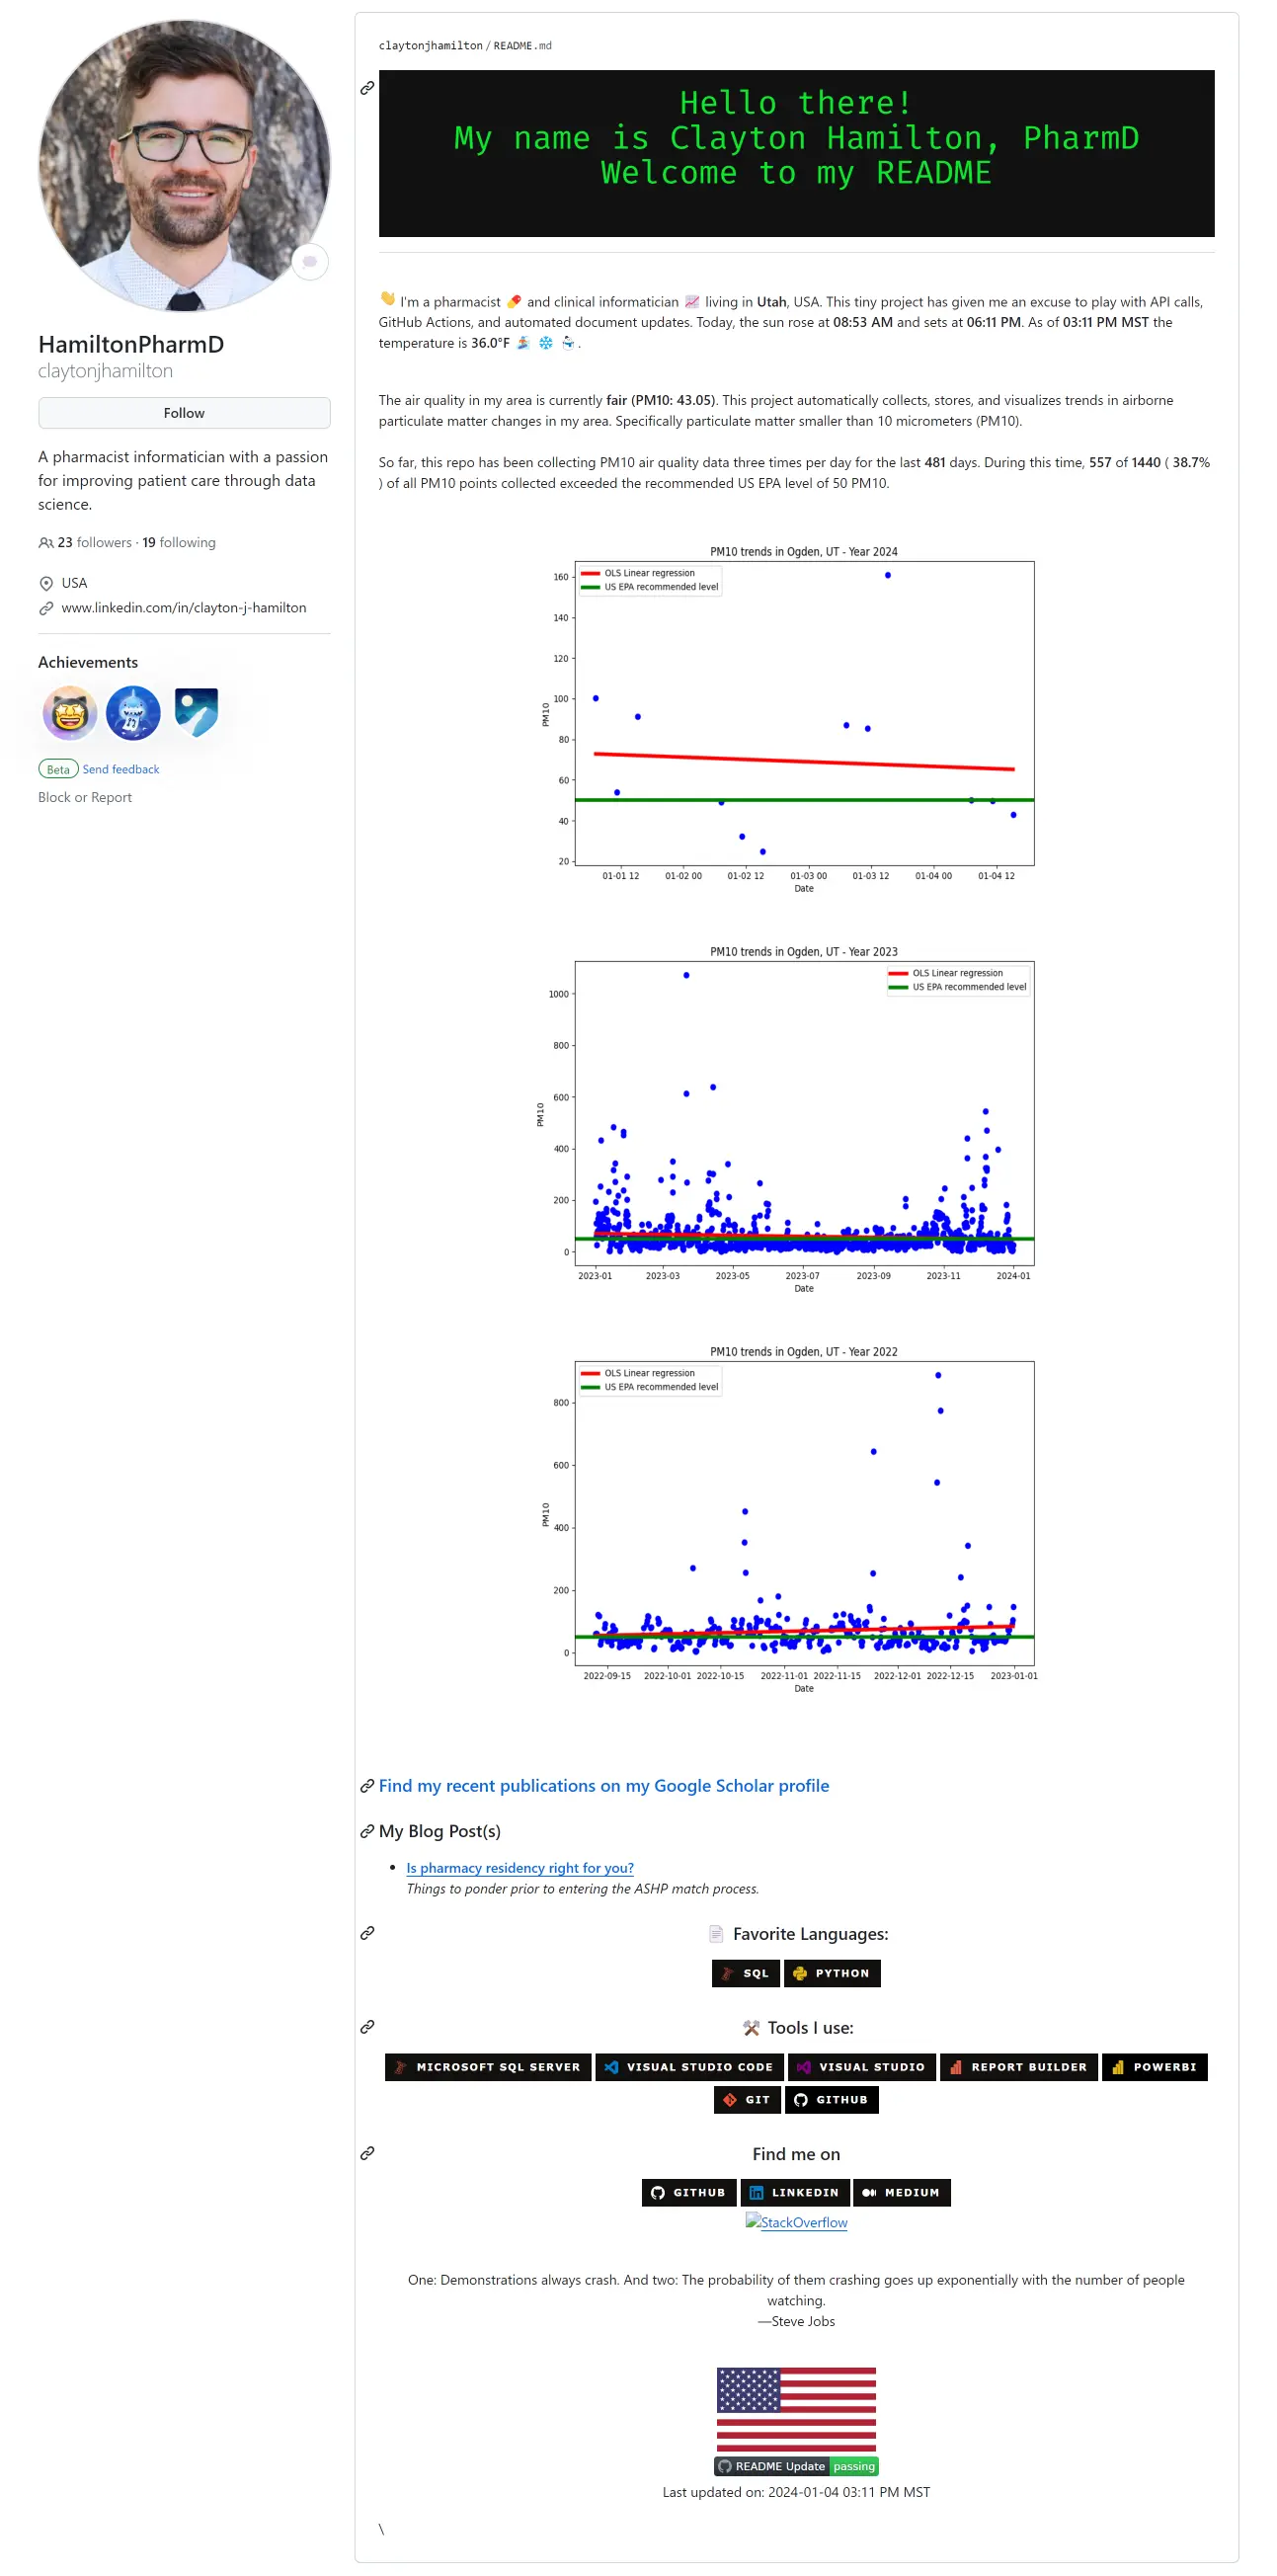 claytonjhamilton / README.md
Hello there!
My name is Clayton Hamilton, PharmD
Welcome to my README
HamiltonPharmD
claytonjhamilton
Follow
A pharmacist informatician with a passion
for improving patient care through data
science.
23 followers · 19 following
USA
www.linkedin.com/in/clayton-j-hamilton
Achievements
Beta Send feedback
Block or Report
👋 I'm a pharmacist 💊 and clinical informatician 📈 living in Utah, USA. This tiny project has given me an excuse to play with API calls,
GitHub Actions, and automated document updates. Today, the sun rose at 08:53 AM and sets at 06:11 PM. As of 03:11 PM MST the
temperature is 36.0°F 🏂 ❄️ ⛄.
The air quality in my area is currently fair (PM10: 43.05). This project automatically collects, stores, and visualizes trends in airborne
particulate matter changes in my area. Specifically particulate matter smaller than 10 micrometers (PM10).
So far, this repo has been collecting PM10 air quality data three times per day for the last 481 days. During this time, 557 of 1440 ( 38.7%
) of all PM10 points collected exceeded the recommended US EPA level of 50 PM10.
PM10 trends in Ogden, UT - Year 2024
OLS Linear regression
US EPA recommended level
160
140
120
100
80
60
40
20
PM10
01-01 12 01-02 00 01-02 12 01-03 00 01-03 12 01-04 00 01-04 12
Date
PM10 trends in Ogden, UT - Year 2023
OLS Linear regression
US EPA recommended level
1000
800
600
400
200
0
PM10
2023-01 2023-03 2023-05 2023-07 2023-09 2023-11 2024-01
Date
PM10 trends in Ogden, UT - Year 2022
OLS Linear regression
US EPA recommended level
800
600
400
200
0
PM10
2022-09-15 2022-10-01 2022-10-15 2022-11-01 2022-11-15 2022-12-01 2022-12-15 2023-01-01
Date
Find my recent publications on my Google Scholar profile
My Blog Post(s)
• Is pharmacy residency right for you?
Things to ponder prior to entering the ASHP match process.
Favorite Languages:
SQL PYTHON
Tools I use:
MICROSOFT SQL SERVER VISUAL STUDIO CODE VISUAL STUDIO REPORT BUILDER POWERBI
GIT GITHUB
Find me on
GITHUB LINKEDIN MEDIUM
StackOverflow
One: Demonstrations always crash. And two: The probability of them crashing goes up exponentially with the number of people
watching.
—Steve Jobs
README Update passing
Last updated on: 2024-01-04 03:11 PM MST
\